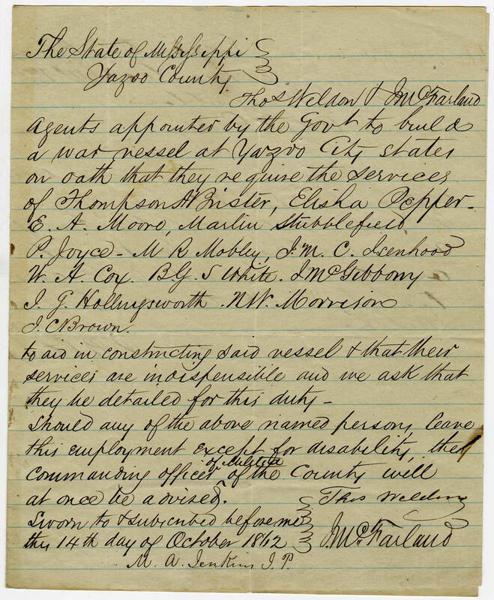 The State of Mississippi
Yazoo County
Thos Weldon & J McFarland
Agents appointed by the Govt to build
a war vessel at Yazoo City states
on oath that they require the services
of Thompson H Prister, Elisha Pepper-
E. A. Moore, Marlin Stubblefield
P. Joyce - M R Mobley, J. M. C. Isenhood
W. H. Cox. B G S White. J McGibbony
J. G. Hollingsworth. N W. Morrison
J. C Brown.
to aid in constructing said vessel & that their
services are indispensible and we ask that
they be detailed for this duty-
Should any of the above named persons leave
this employment except for disability, the
commanding officer of Militia of the County will
at once be advised.
Thos Weldon
Sworn to & subscribed before me
this 14th day of October 1862
J McFarland
M. A. Jenkins J. P.